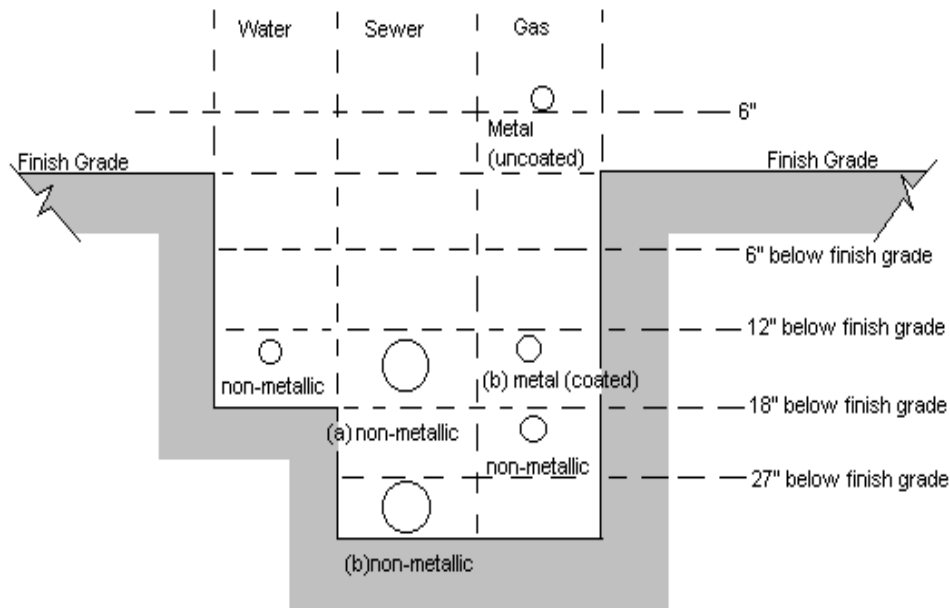 Water
Sewer
Gas
6"
Metal
(uncoated)
Finish Grade
Finish Grade
6" below finish grade
12" below finish grade
non-metallic
(b) metal (coated)
18" below finish grade
(a) non-metallic
non-metallic
27" below finish grade
(b)non-metallic